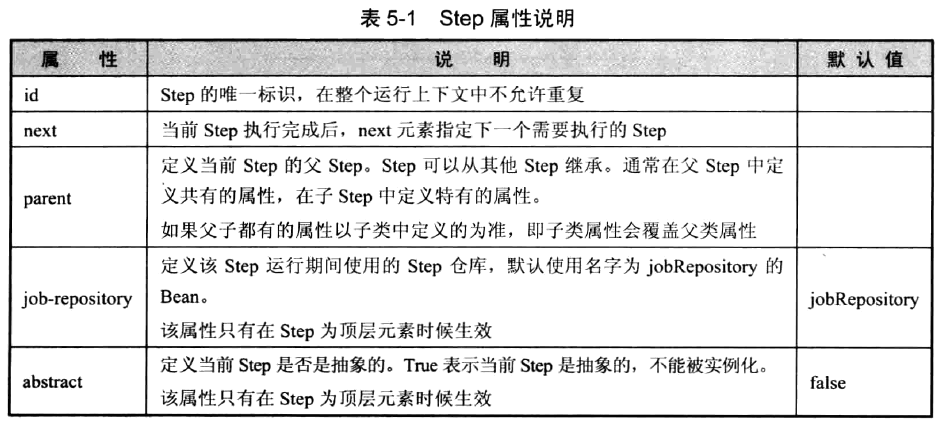 表 5-1 Step 属性说明
属 性 说 明 默 认 值
id Step 的唯一标识，在整个运行上下文中不允许重复
next 当前 Step 执行完成后，next 元素指定下一个需要执行的 Step
定义当前 Step 的父 Step。Step 可以从其他 Step 继承。通常在父 Step 中定
parent 义共有的属性，在子 Step 中定义特有的属性。
如果父子都有的属性以子类中定义的为准，即子类属性会覆盖父类属性
定义该 Step 运行期间使用的 Step 仓库，默认使用名字为 jobRepository 的
job-repository Bean。 jobRepository
该属性只有在 Step 为顶层元素时候生效
定义当前 Step 是否是抽象的。True 表示当前 Step 是抽象的，不能被实例化。
abstract false
该属性只有在 Step 为顶层元素时候生效